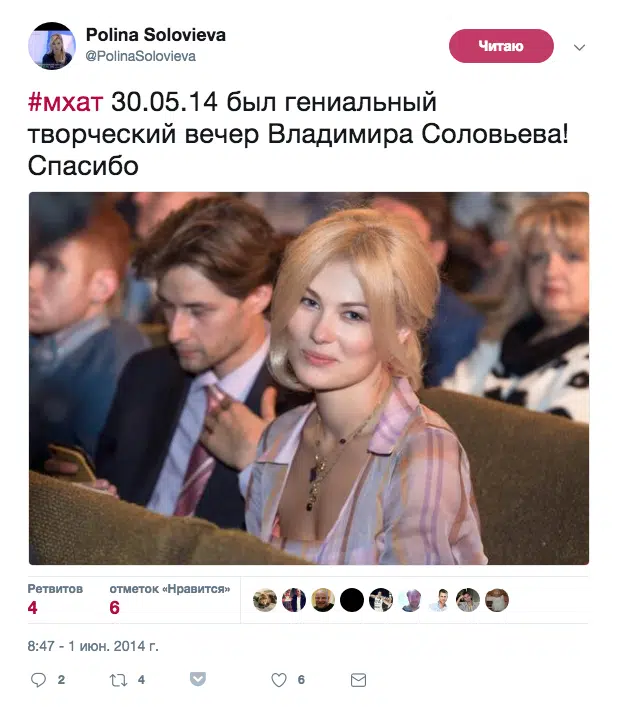 Polina Solovieva
@PolinaSolovieva
Читаю
#мхат 30.05.14 был гениальный
творческий вечер Владимира Соловьева!
Спасибо
Ретвитов
4
отметок «Нравится»
6
8:47 - 1 июн. 2014 г.
2
4
6